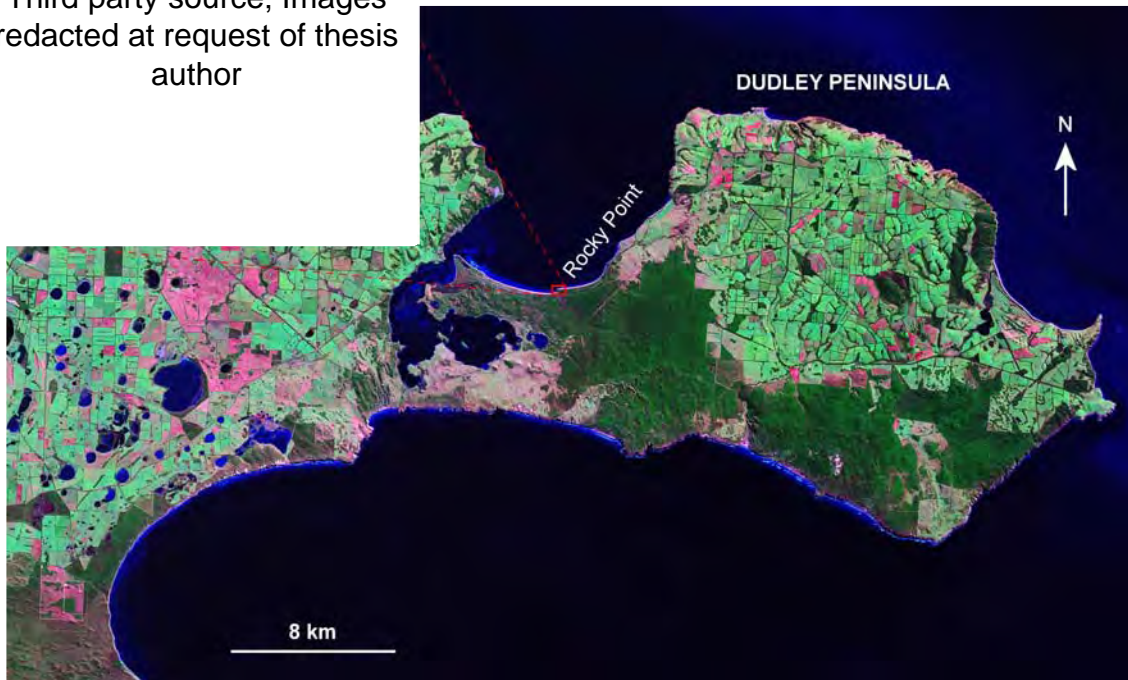 Third party source, Images
redacted at request of thesis
author
DUDLEY PENINSULA
N
Rocky Point
8 km